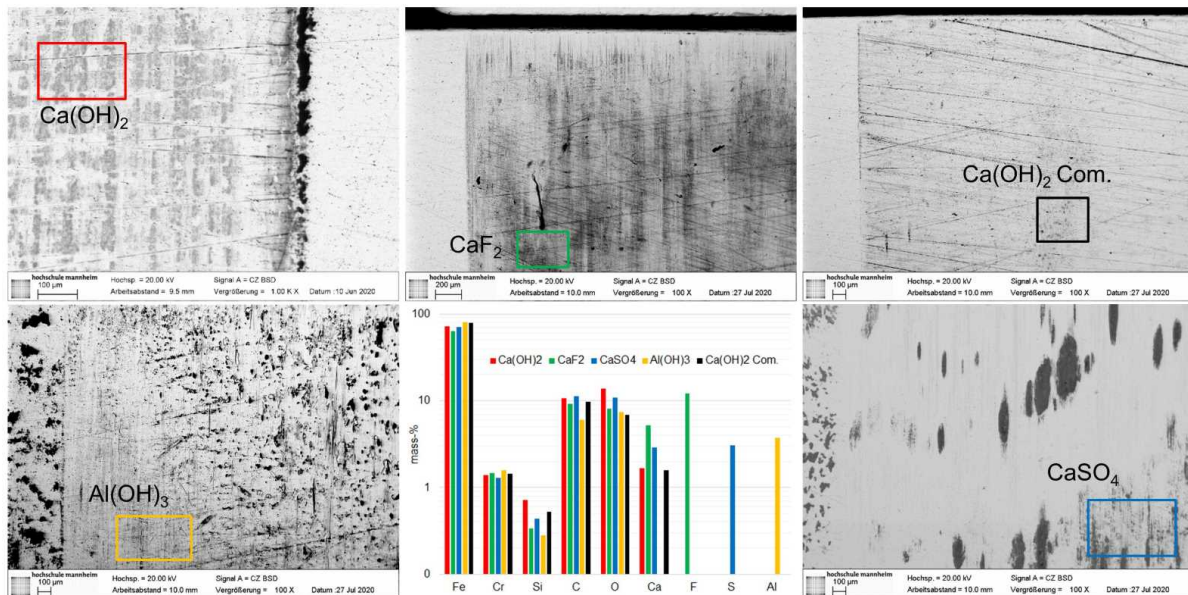 Ca(OH)2
hochschule mannheim
100 µm
Hochsp. = 20.00 kV Signal A = CZ BSD
Arbeitsabstand = 9.5 mm Vergrößerung = 1.00 K X Datum :10 Jun 2020
CaF2
hochschule mannheim
200 µm
Hochsp. = 20.00 kV Signal A = CZ BSD
Arbeitsabstand = 10.0 mm Vergrößerung = 100 X Datum :27 Jul 2020
Ca(OH)2 Com.
hochschule mannheim
100 µm
Hochsp. = 20.00 kV Signal A = CZ BSD
Arbeitsabstand = 10.0 mm Vergrößerung = 100 X Datum :27 Jul 2020
Al(OH)3
hochschule mannheim
100 µm
Hochsp. = 20.00 kV Signal A = CZ BSD
Arbeitsabstand = 10.0 mm Vergrößerung = 100 X Datum :27 Jul 2020
mass-%
100
10
1
0
Ca(OH)2 CaF2 CaSO4 Al(OH)3 Ca(OH)2 Com.
Fe Cr Si C O Ca F S Al
CaSO4
hochschule mannheim
100 µm
Hochsp. = 20.00 kV Signal A = CZ BSD
Arbeitsabstand = 10.0 mm Vergrößerung = 100 X Datum :27 Jul 2020